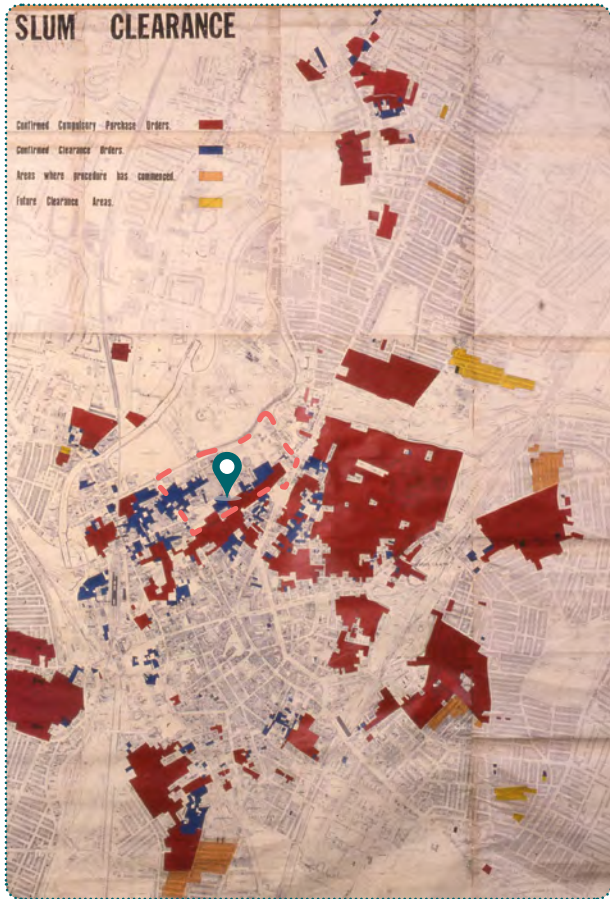 SLUM CLEARANCE
Confirmed Compulsory Purchase Orders.
Confirmed Clearance Orders.
Areas where procedure has commenced.
Future Clearance Areas.